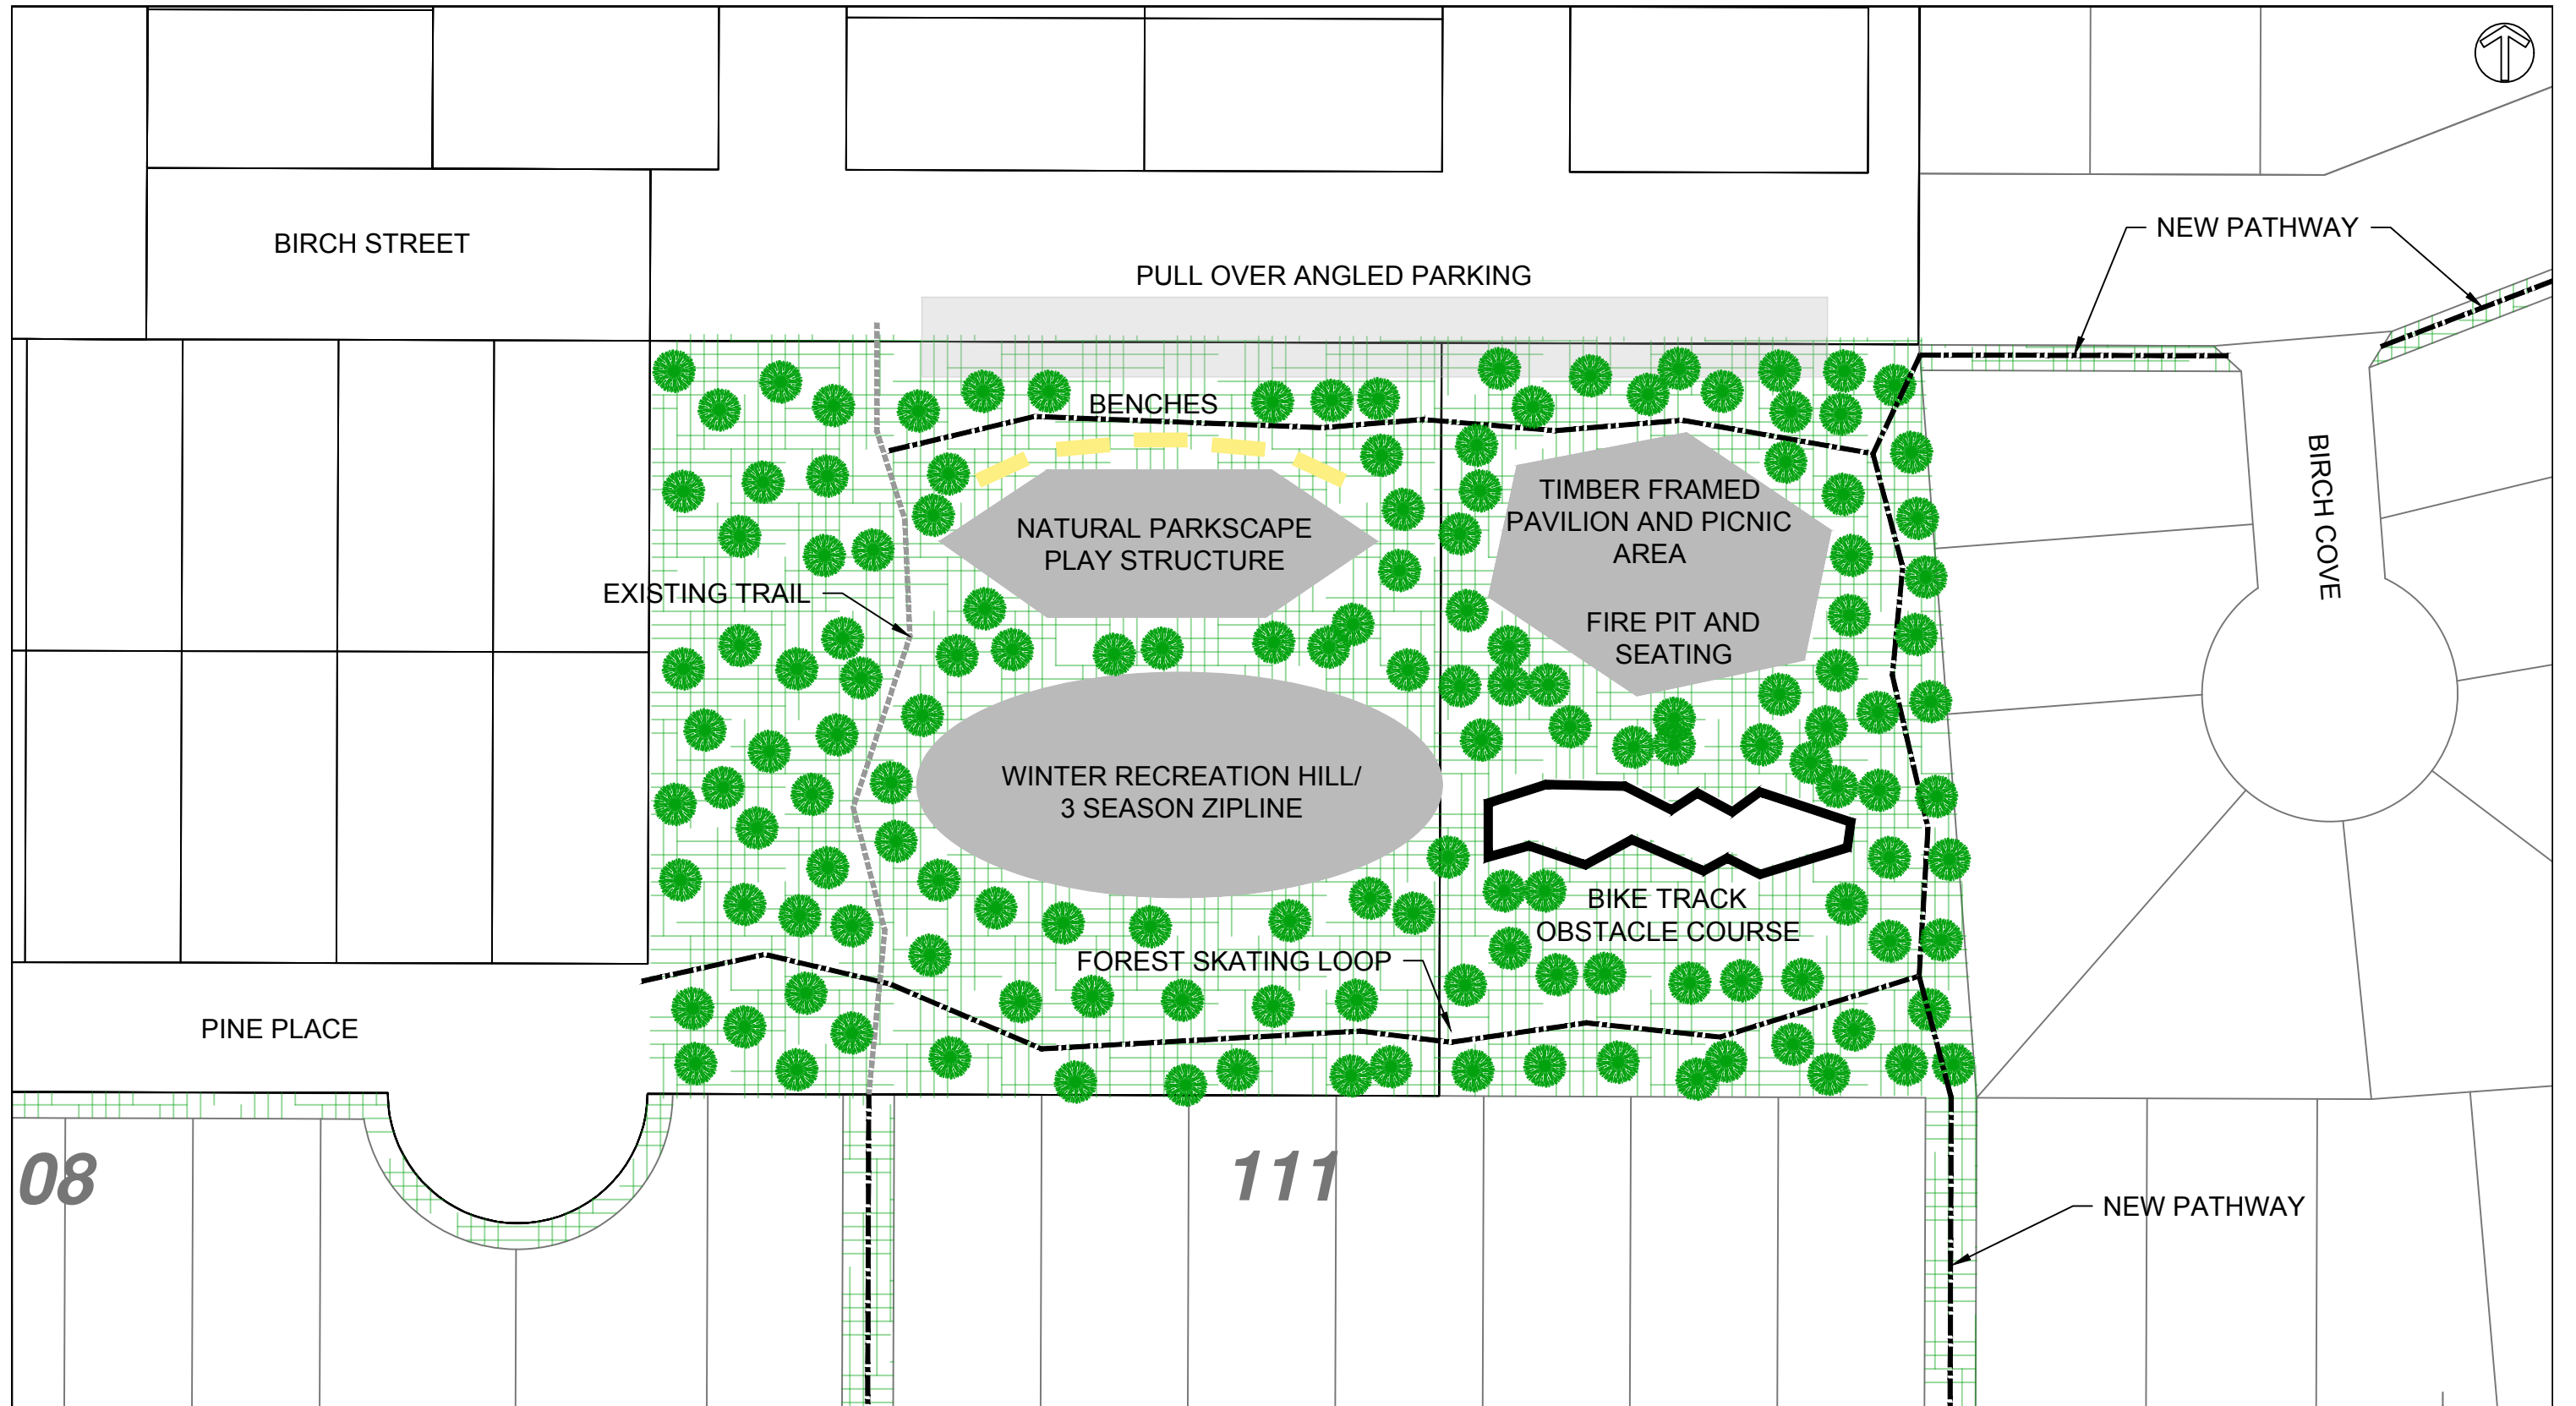 BIRCH STREET
NEW PATHWAY
PULL OVER ANGLED PARKING
BENCHES
BIRCH COVE
NATURAL PARKSCAPE
PLAY STRUCTURE
TIMBER FRAMED
PAVILION AND PICNIC
AREA
FIRE PIT AND
SEATING
EXISTING TRAIL
WINTER RECREATION HILL/
3 SEASON ZIPLINE
BIKE TRACK
OBSTACLE COURSE
FOREST SKATING LOOP
PINE PLACE
08
111
NEW PATHWAY